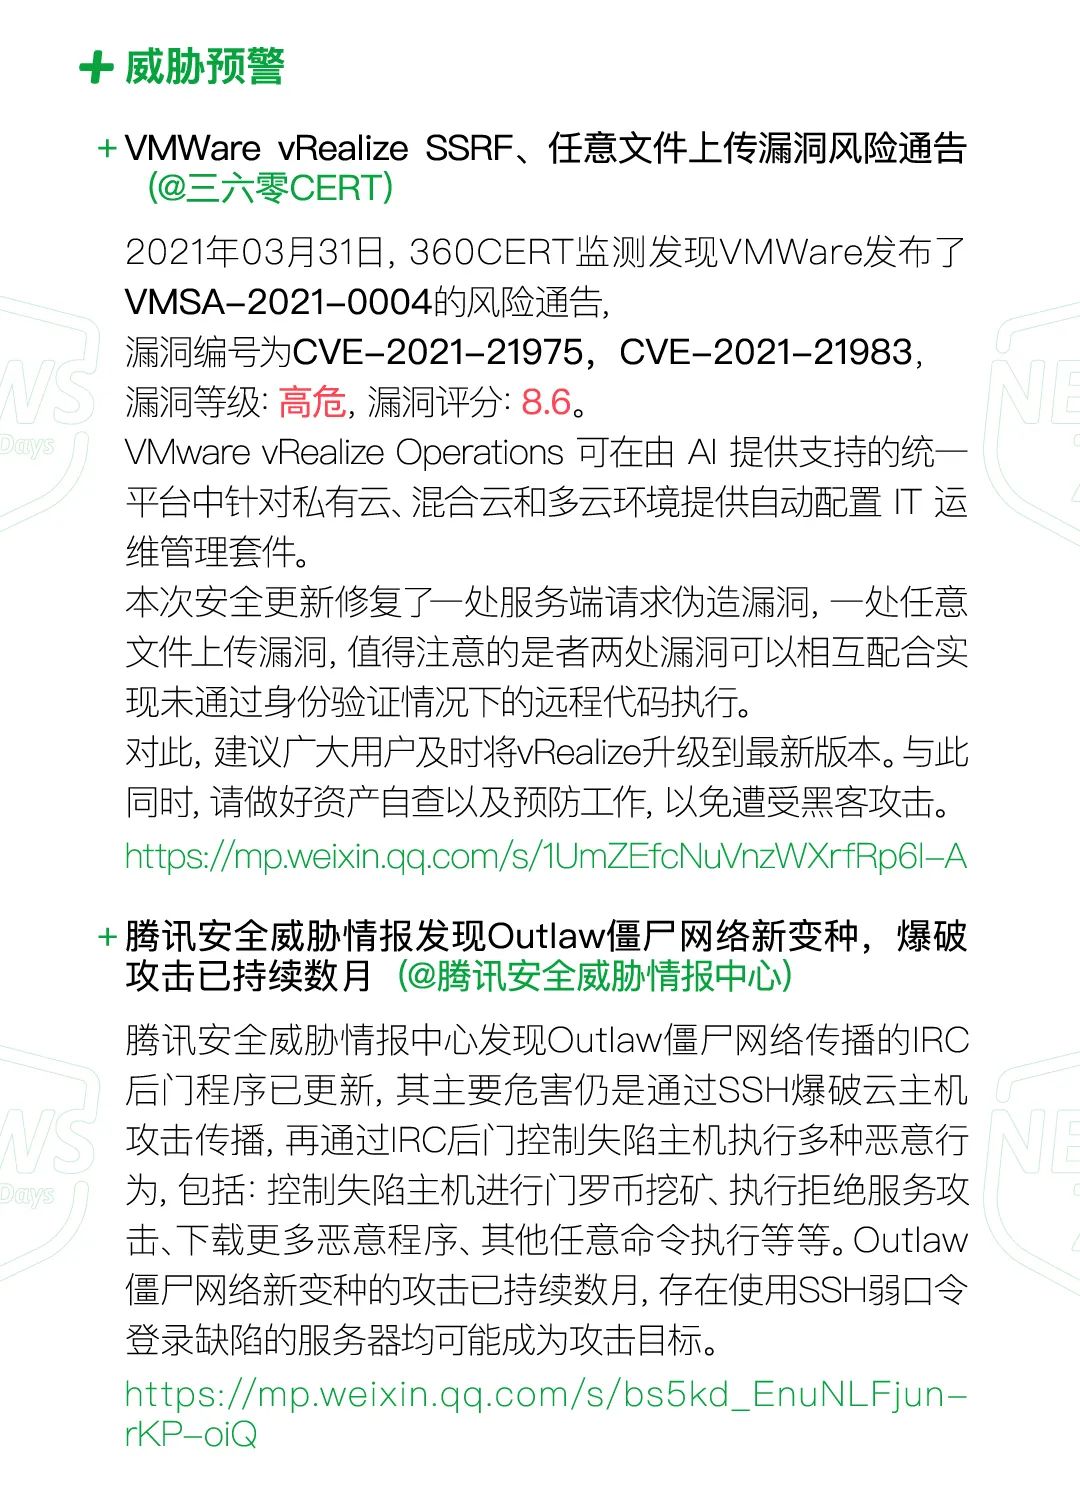 威胁预警
+ VMWare vRealize SSRF、任意文件上传漏洞风险通告
(@三六零CERT)
2021年03月31日, 360CERT监测发现VMWare发布了
VMSA-2021-0004的风险通告,
漏洞编号为CVE-2021-21975, CVE-2021-21983,
漏洞等级: 高危, 漏洞评分: 8.6。
VMware vRealize Operations 可在由 AI 提供支持的统一
平台中针对私有云、混合云和多云环境提供自动配置 IT 运
维管理套件。
本次安全更新修复了一处服务端请求伪造漏洞, 一处任意
文件上传漏洞, 值得注意的是者两处漏洞可以相互配合实
现未通过身份验证情况下的远程代码执行。
对此, 建议广大用户及时将vRealize升级到最新版本。与此
同时, 请做好资产自查以及预防工作, 以免遭受黑客攻击。
https://mp.weixin.qq.com/s/1UmZEfcNuVnzWXrfRp6I-A
+ 腾讯安全威胁情报发现Outlaw僵尸网络新变种, 爆破
攻击已持续数月 (@腾讯安全威胁情报中心)
腾讯安全威胁情报中心发现Outlaw僵尸网络传播的IRC
后门程序已更新, 其主要危害仍是通过SSH爆破云主机
攻击传播, 再通过IRC后门控制失陷主机执行多种恶意行
为, 包括: 控制失陷主机进行门罗币挖矿、执行拒绝服务攻
击、下载更多恶意程序、其他任意命令执行等等。Outlaw
僵尸网络新变种的攻击已持续数月, 存在使用SSH弱口令
登录缺陷的服务器均可能成为攻击目标。
https://mp.weixin.qq.com/s/bs5kd_EnuNLFjun-
rKP-oiQ
WS
Days
NE
WS
Days
NE